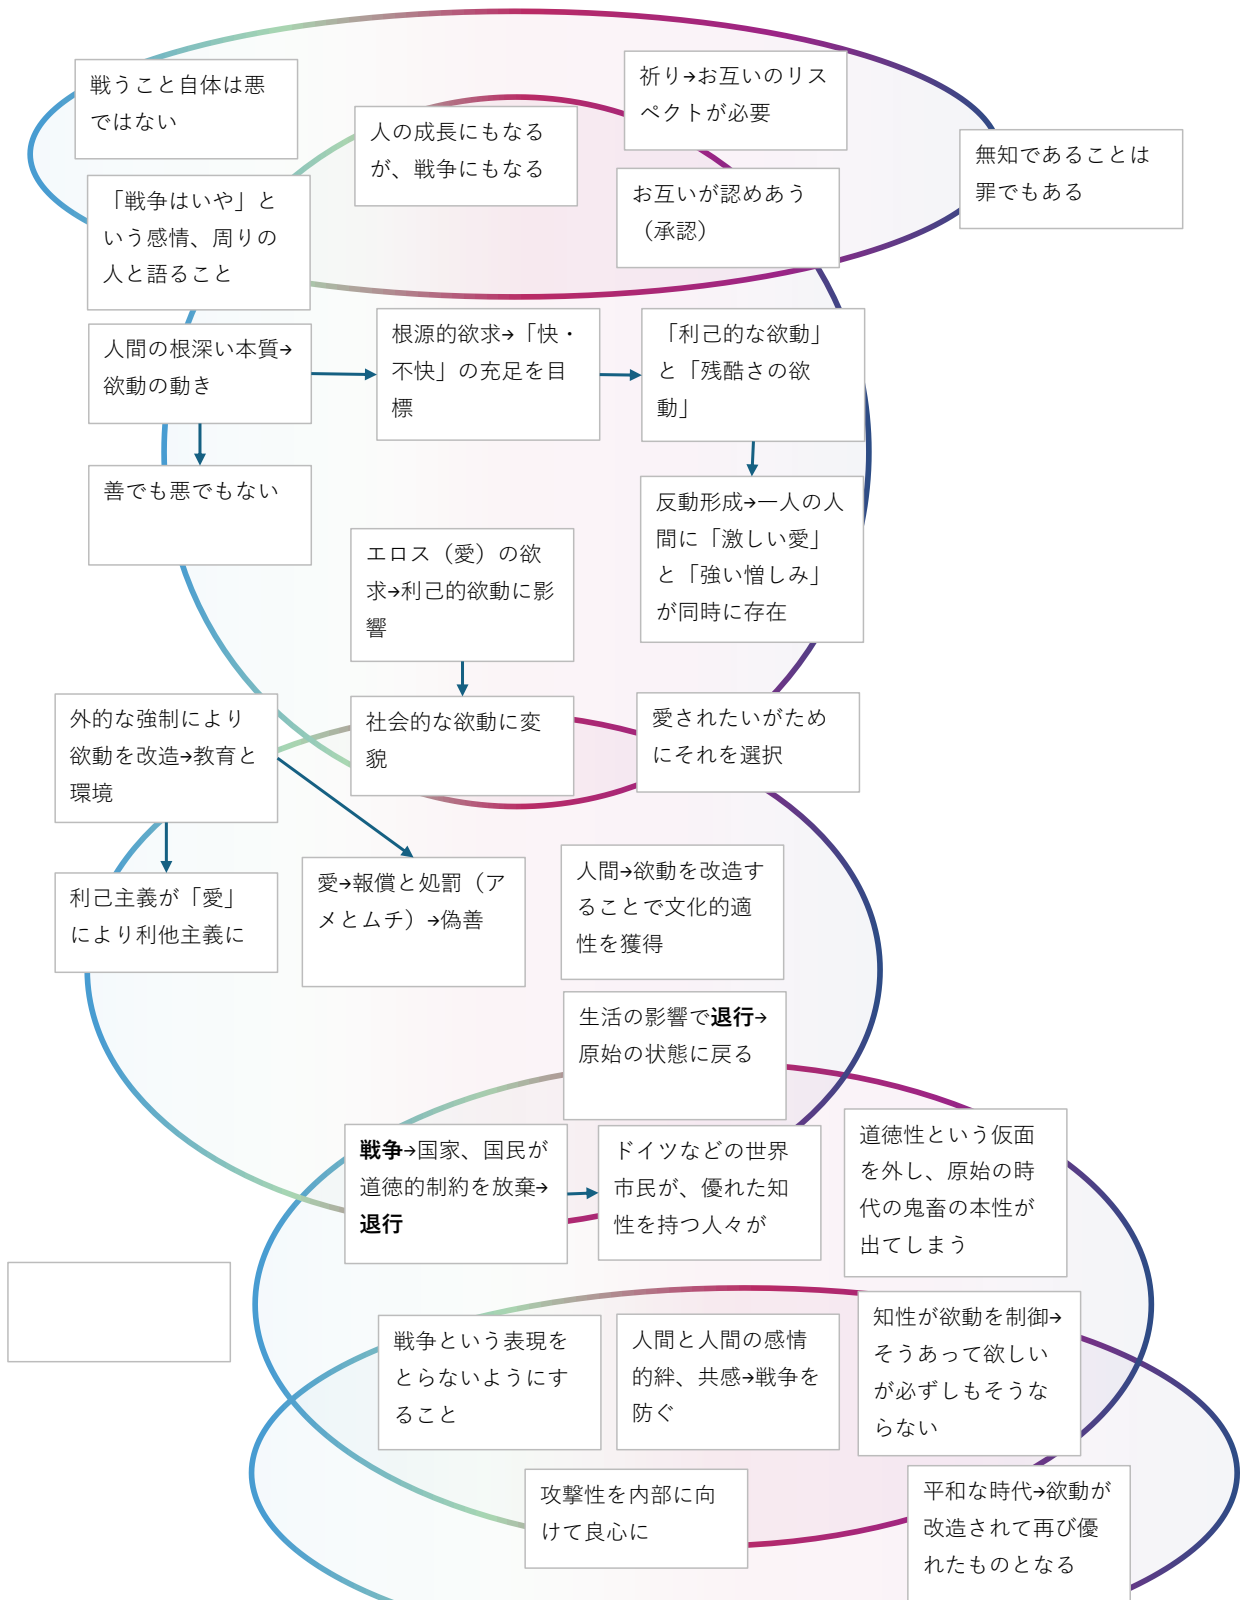 戦うこと自体は悪
ではない
人の成長にもなる
が、戦争にもなる
祈り→お互いのリス
ペクトが必要
無知であることは
罪でもある
お互いが認めあう
（承認）
「戦争はいや」と
いう感情、周りの
人と語ること
人間の根深い本質→
欲動の動き
根源的欲求→「快・
不快」の充足を目
標
「利己的な欲動」
と「残酷さの欲
動」
善でも悪でもない
反動形成→一人の人
間に「激しい愛」
と「強い憎しみ」
が同時に存在
エロス（愛）の欲
求→利己的欲動に影
響
外的な強制により
欲動を改造→教育と
環境
社会的な欲動に変
貌
愛されたいがため
にそれを選択
利己主義が「愛」
により利他主義に
愛→報償と処罰（ア
メとムチ）→偽善
人間→欲動を改造す
ることで文化的適
性を獲得
生活の影響で退行→
原始の状態に戻る
戦争→国家、国民が
道徳的制約を放棄→
退行
ドイツなどの世界
市民が、優れた知
性を持つ人々が
道徳性という仮面
を外し、原始の時
代の鬼畜の本性が
出てしまう
戦争という表現を
とらないようにす
ること
人間と人間の感情
的絆、共感→戦争を
防ぐ
知性が欲動を制御→
そうあって欲しい
が必ずしもそうな
らない
攻撃性を内部に向
けて良心に
平和な時代→欲動が
改造されて再び優
れたものとなる